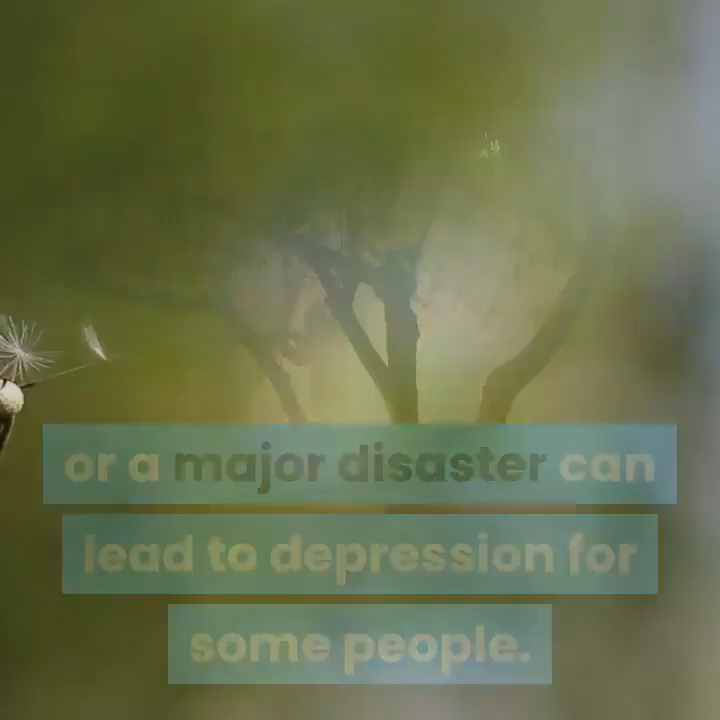 or a major disaster can
lead to depression for
some people.